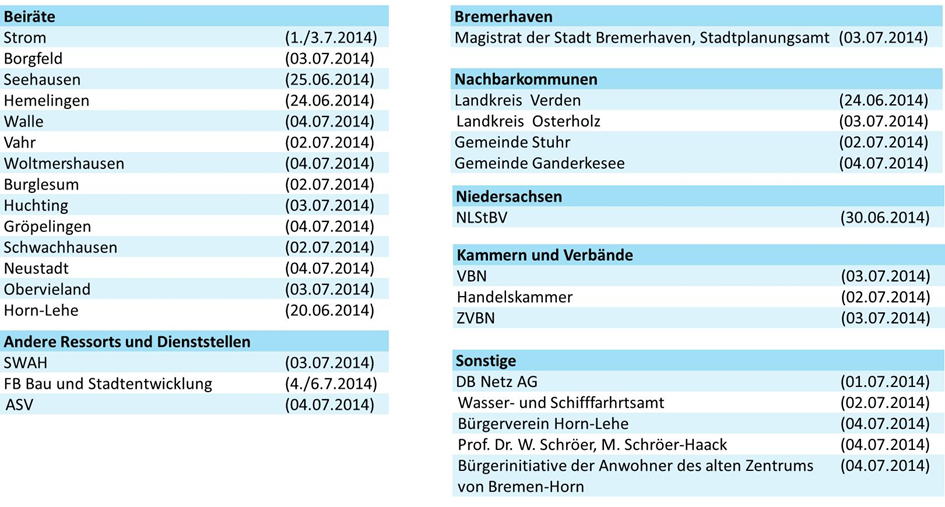 Beiräte
Strom (1./3.7.2014)
Borgfeld (03.07.2014)
Seehausen (25.06.2014)
Hemelingen (24.06.2014)
Walle (04.07.2014)
Vahr (02.07.2014)
Woltmershausen (04.07.2014)
Burglesum (02.07.2014)
Huchting (03.07.2014)
Gröpelingen (04.07.2014)
Schwachhausen (02.07.2014)
Neustadt (04.07.2014)
Obervieland (03.07.2014)
Horn-Lehe (20.06.2014)
Andere Ressorts und Dienststellen
SWAH (03.07.2014)
FB Bau und Stadtentwicklung (4./6.7.2014)
ASV (04.07.2014)
Bremerhaven
Magistrat der Stadt Bremerhaven, Stadtplanungsamt (03.07.2014)
Nachbarkommunen
Landkreis Verden (24.06.2014)
Landkreis Osterholz (03.07.2014)
Gemeinde Stuhr (02.07.2014)
Gemeinde Ganderkesee (04.07.2014)
Niedersachsen
NLStBV (30.06.2014)
Kammern und Verbände
VBN (03.07.2014)
Handelskammer (02.07.2014)
ZVBN (03.07.2014)
Sonstige
DB Netz AG (01.07.2014)
Wasser- und Schifffarhrtsamt (02.07.2014)
Bürgerverein Horn-Lehe (04.07.2014)
Prof. Dr. W. Schröer, M. Schröer-Haack (04.07.2014)
Bürgerinitiative der Anwohner des alten Zentrums (04.07.2014)
von Bremen-Horn